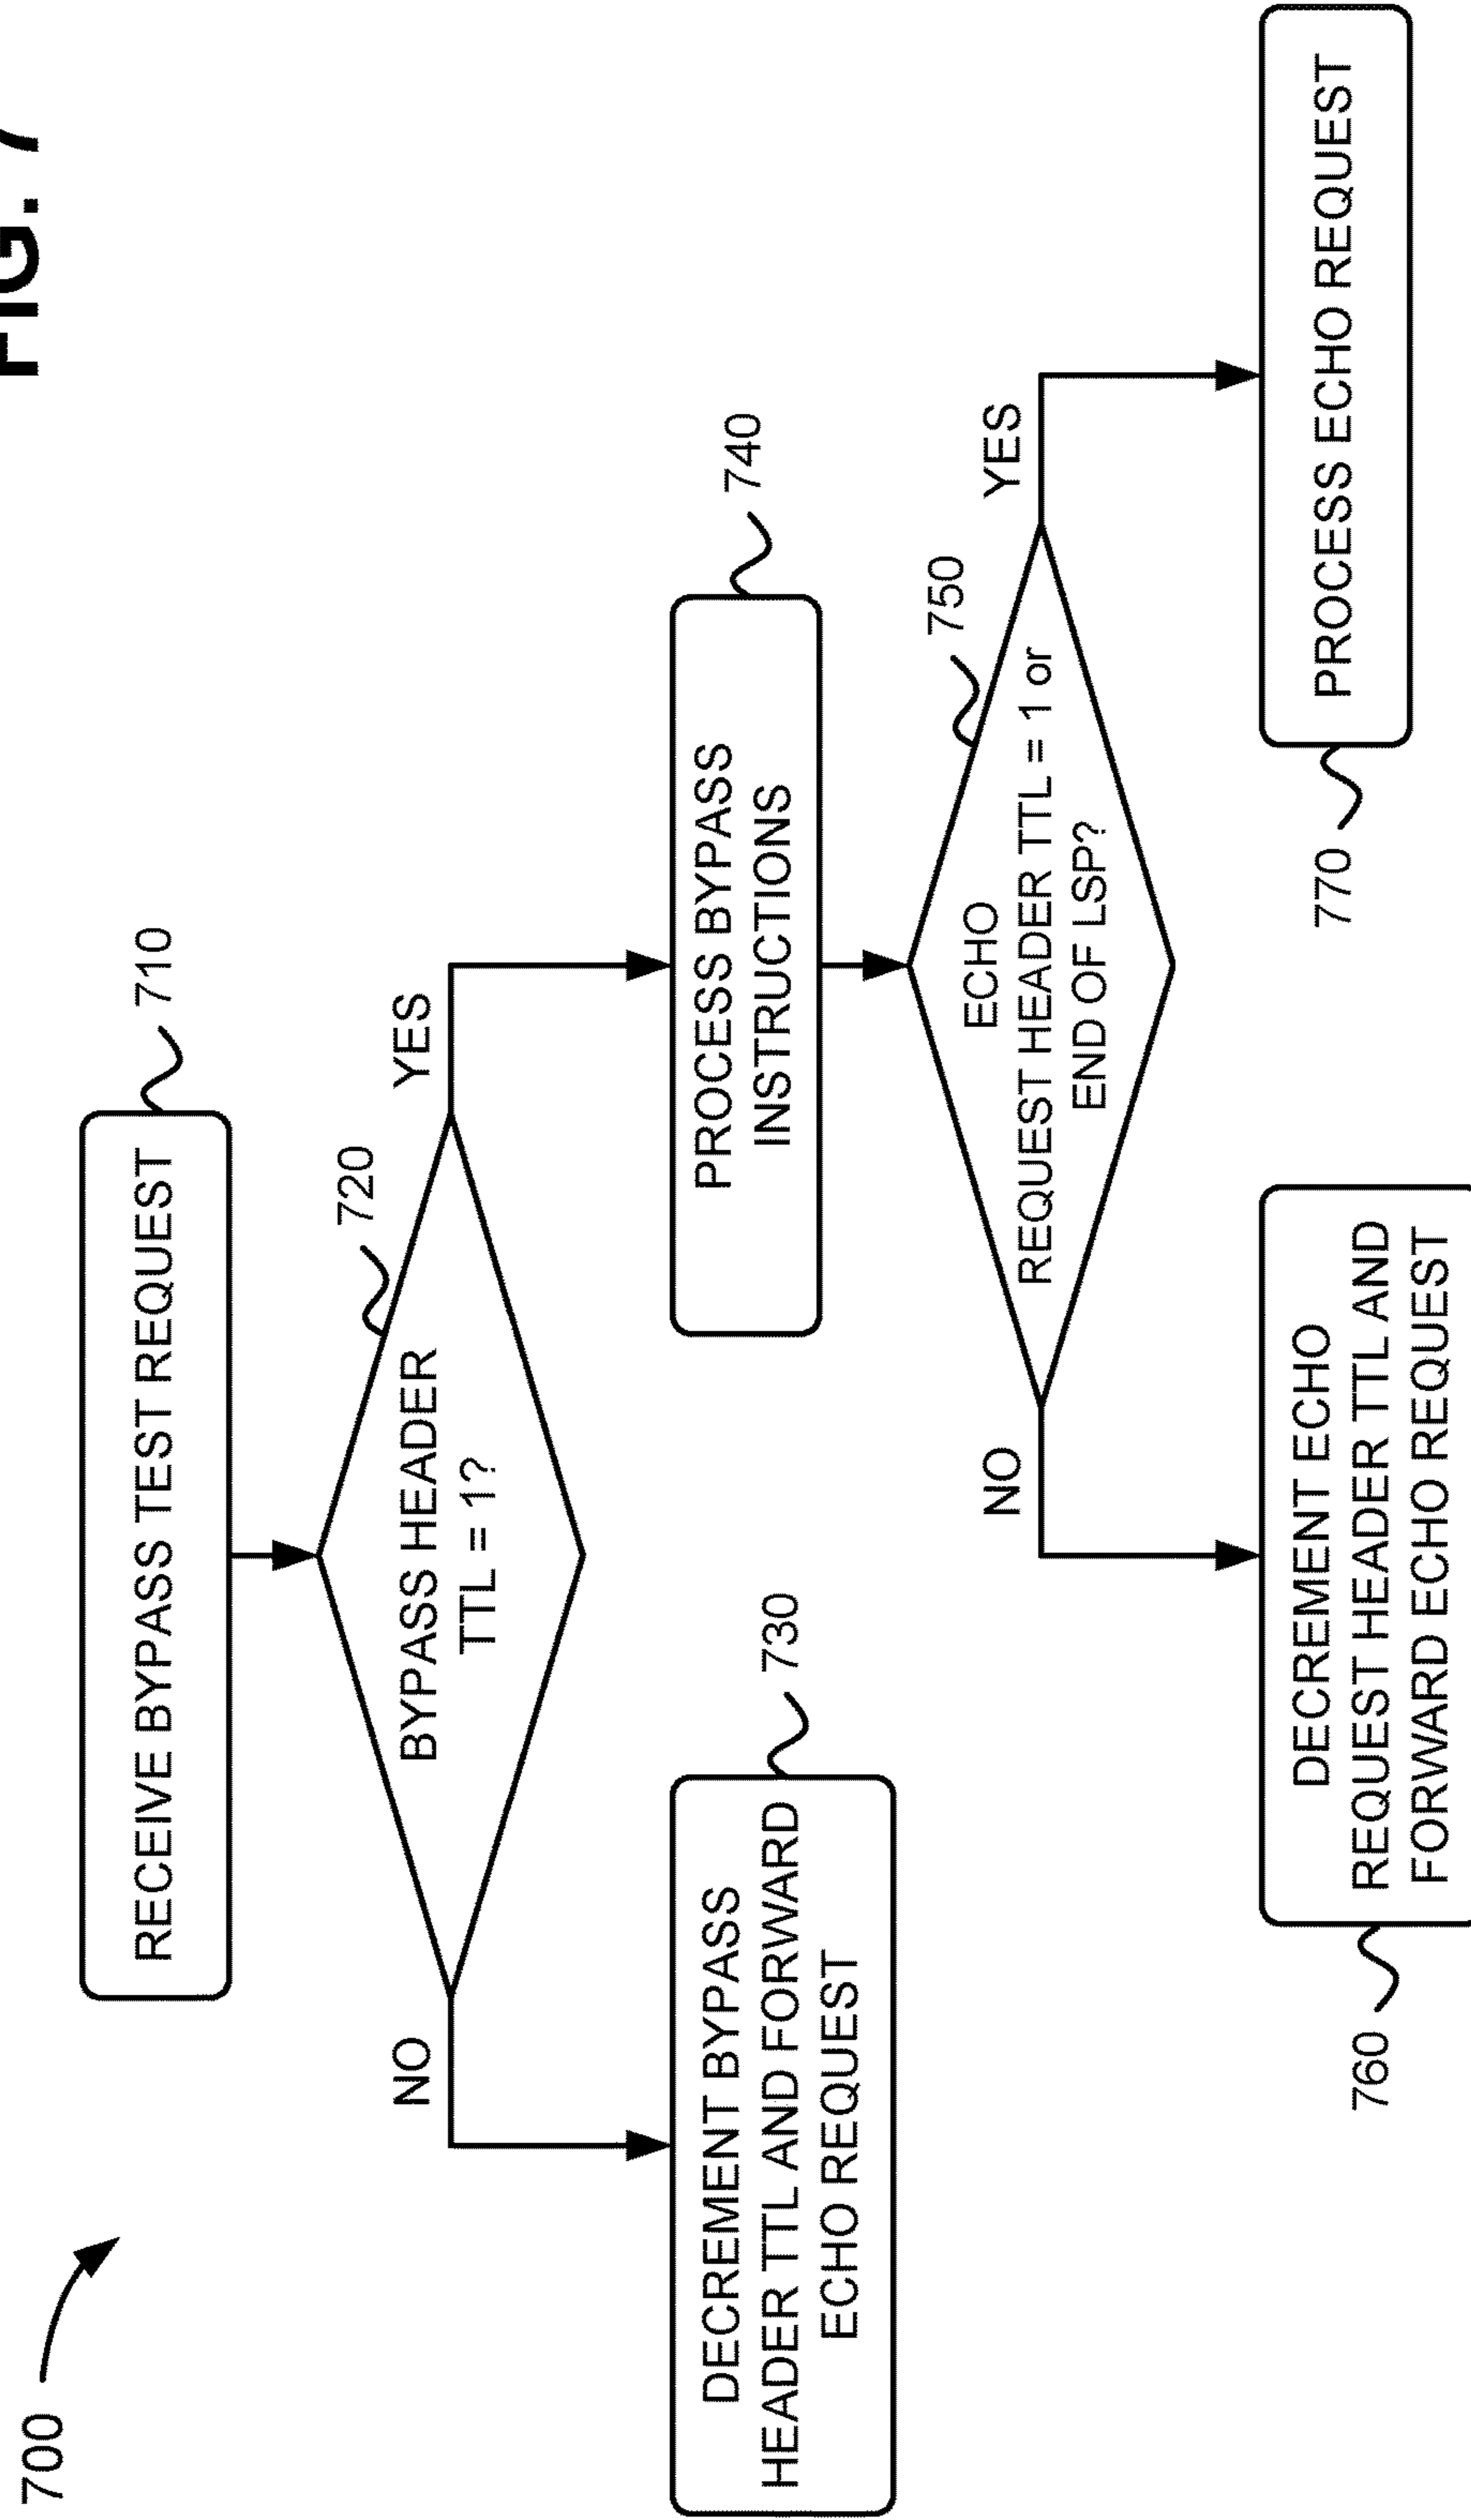 FIG. 7
700
RECEIVE BYPASS TEST REQUEST
710
720
BYPASS HEADER
TTL = 1?
NO
YES
DECREMENT BYPASS
HEADER TTL AND FORWARD
ECHO REQUEST
730
PROCESS BYPASS
INSTRUCTIONS
740
750
ECHO
REQUEST HEADER TTL = 1 or
END OF LSP?
NO
YES
760
DECREMENT ECHO
REQUEST HEADER TTL AND
FORWARD ECHO REQUEST
770
PROCESS ECHO REQUEST